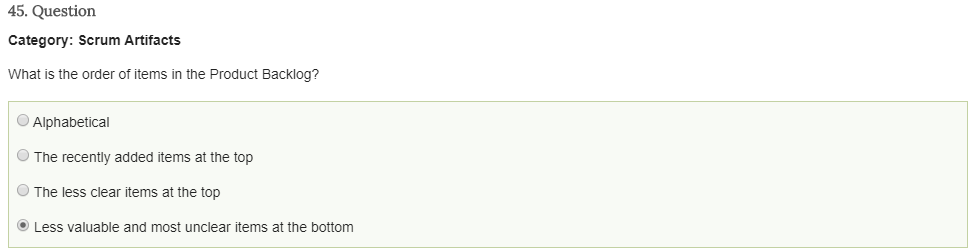 45. Question
Category: Scrum Artifacts
What is the order of items in the Product Backlog?
Alphabetical
The recently added items at the top
The less clear items at the top
Less valuable and most unclear items at the bottom